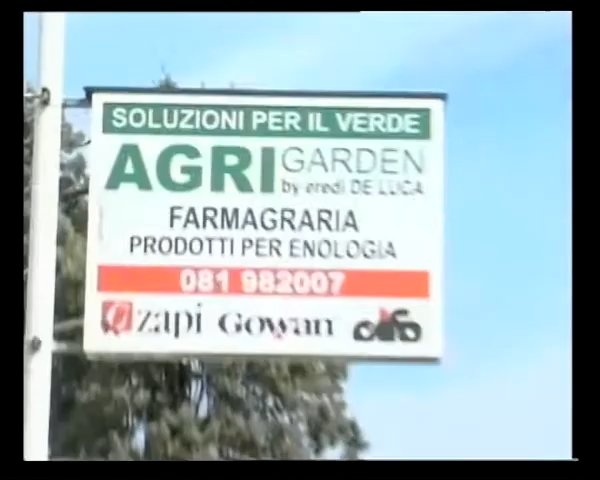 SOLUZIONI PER IL VERDE
AGRI GARDEN
by eredi DE LUCA
FARMAGRARIA
PRODOTTI PER ENOLOGIA
081 982007
zapi Gowan